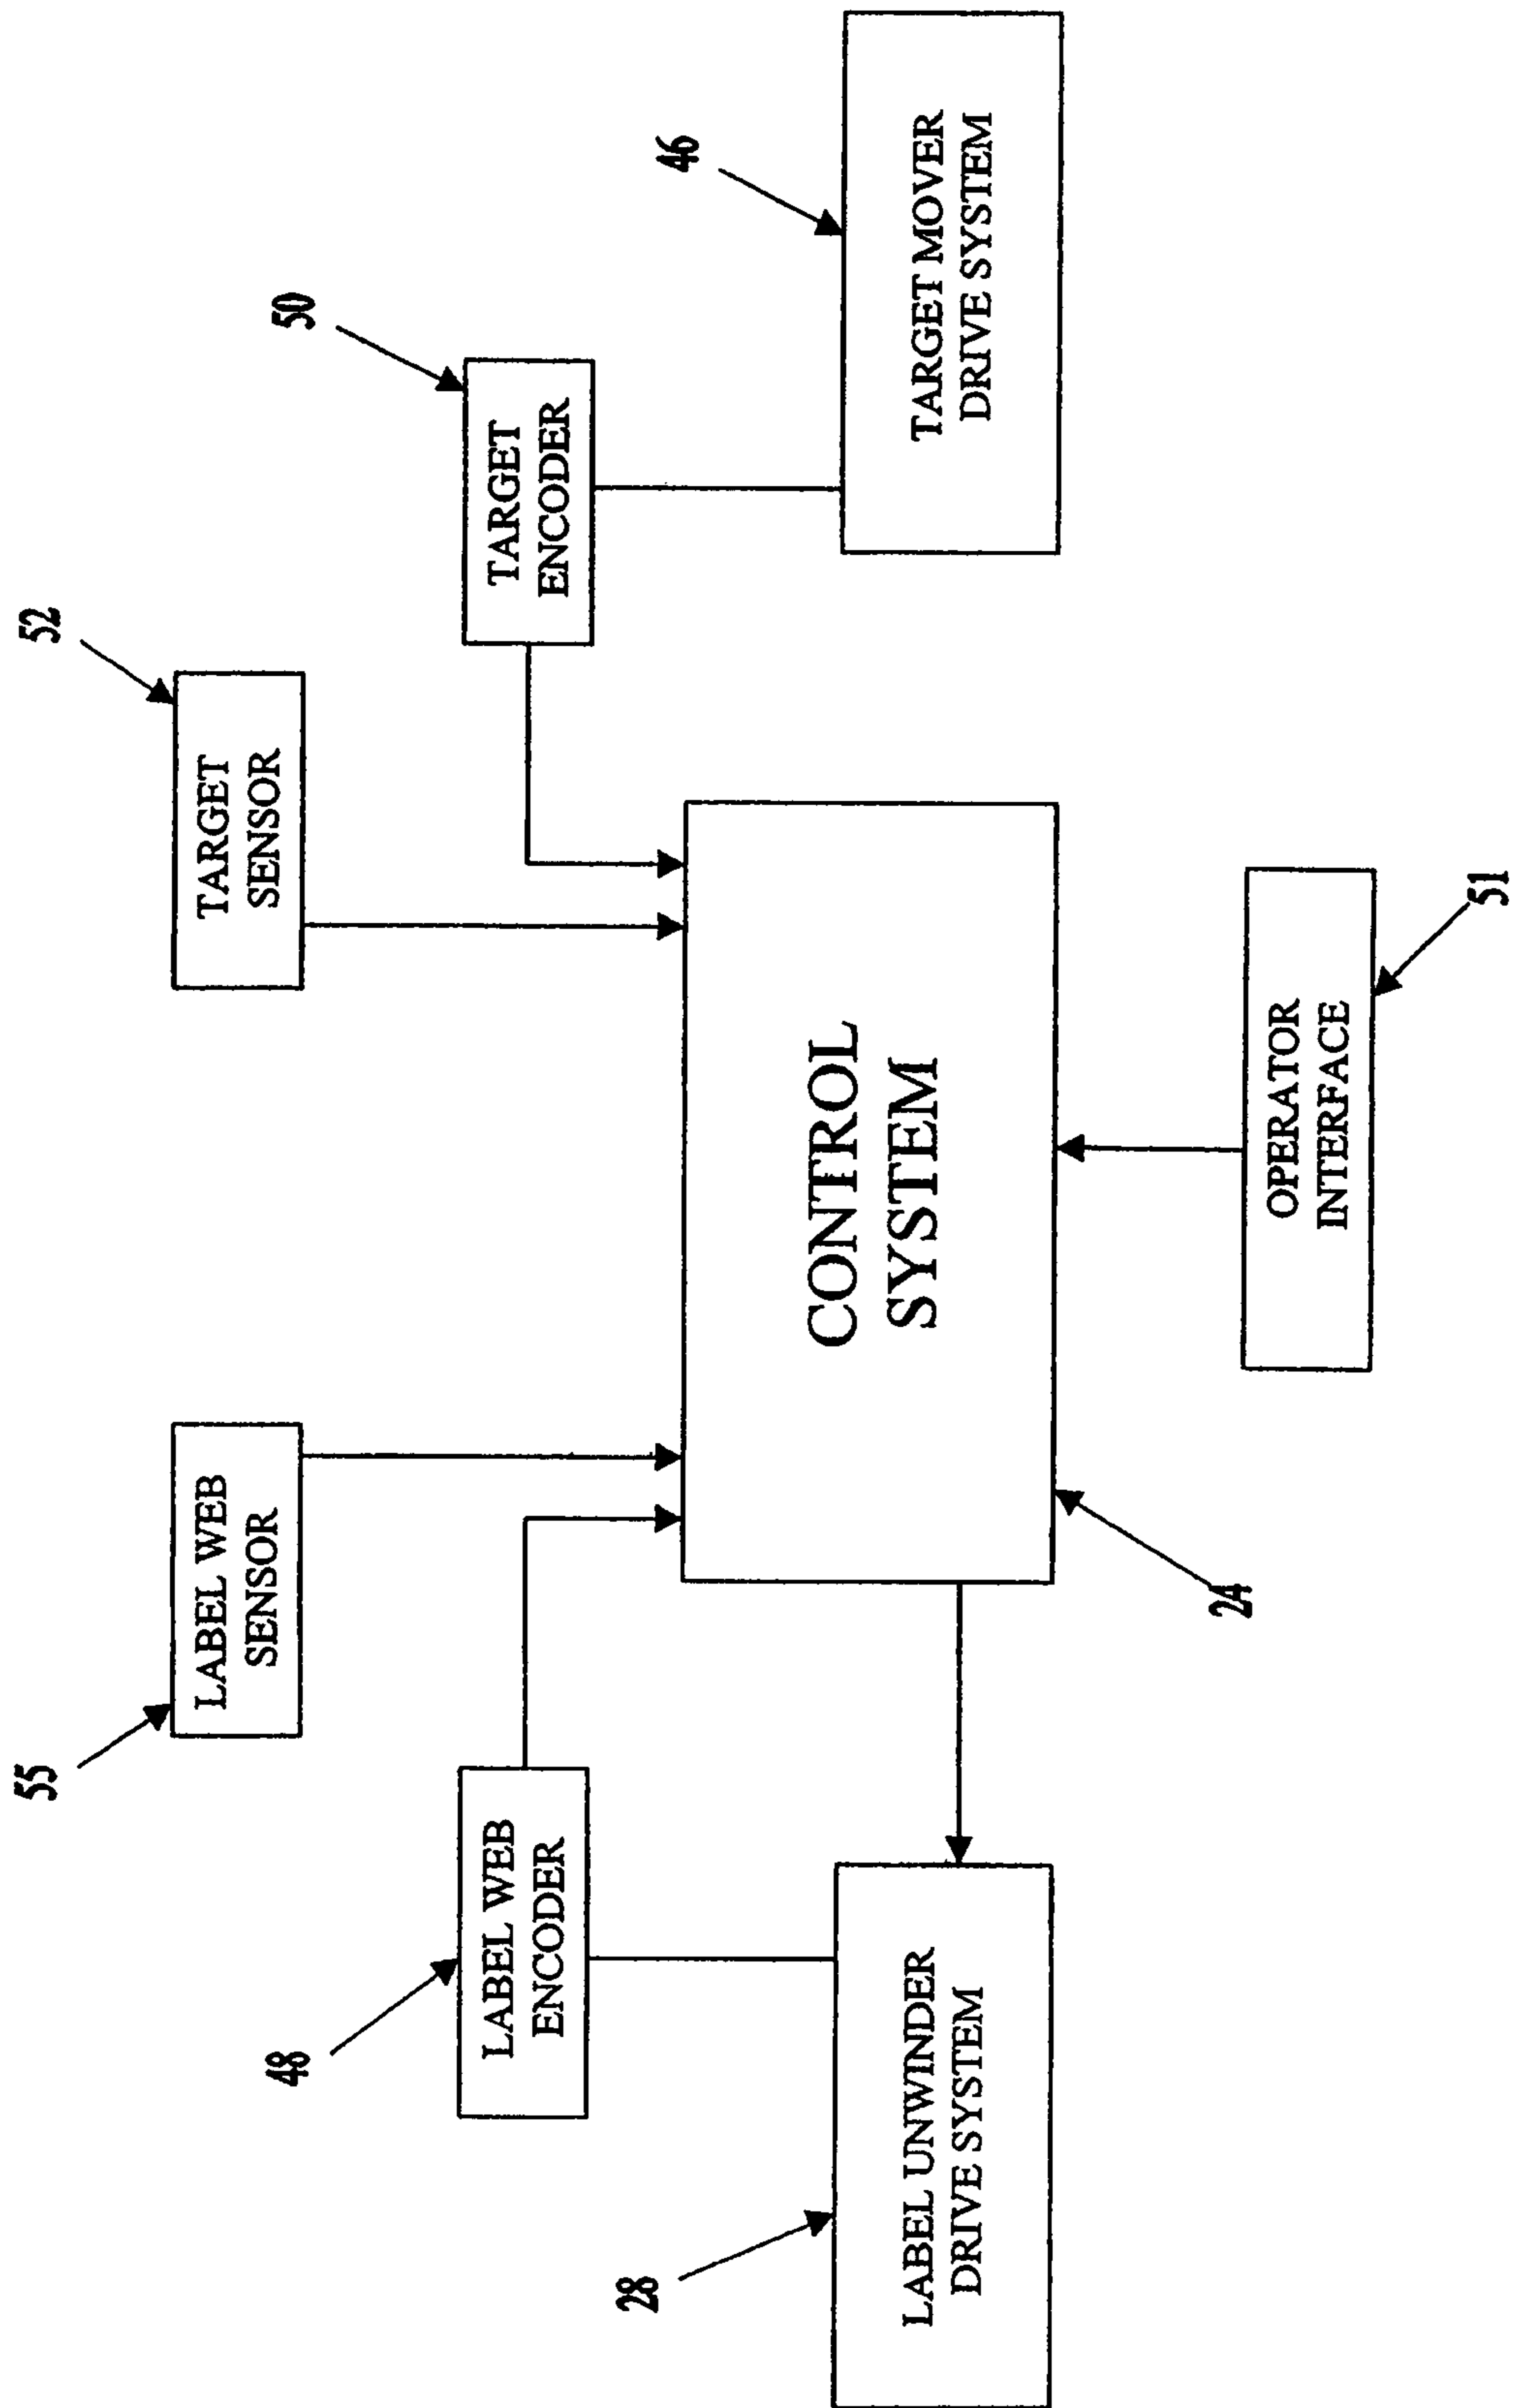 55
LABEL WEB
SENSOR
52
TARGET
SENSOR
48
LABEL WEB
ENCODER
50
TARGET
ENCODER
28
LABEL UNWINDER
DRIVE SYSTEM
CONTROL
SYSTEM
24
46
TARGET MOVER
DRIVE SYSTEM
OPERATOR
INTERFACE
51